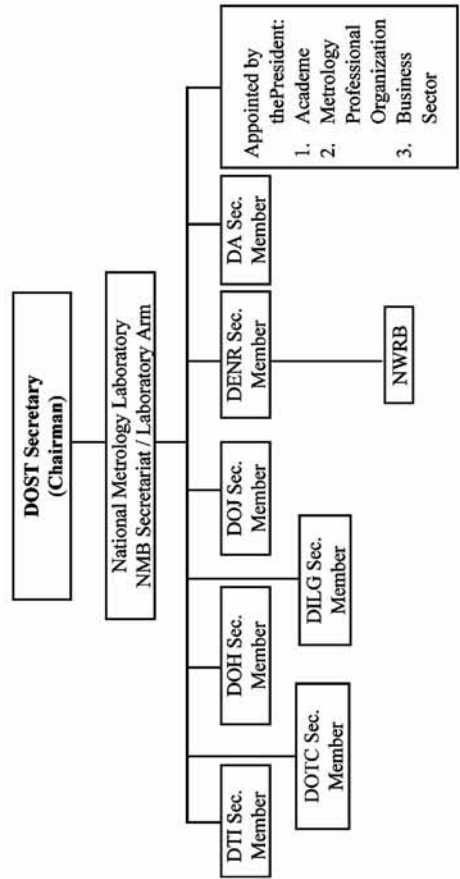 DOST Secretary
(Chairman)
National Metrology Laboratory
NMB Secretariat / Laboratory Arm
DTI Sec.
Member
DOTC Sec.
Member
DOH Sec.
Member
DILG Sec.
Member
DOJ Sec.
Member
DENR Sec.
Member
NWRB
DA Sec.
Member
Appointed by
thePresident:
1. Academe
2. Metrology
Professional
Organization
3. Business
Sector